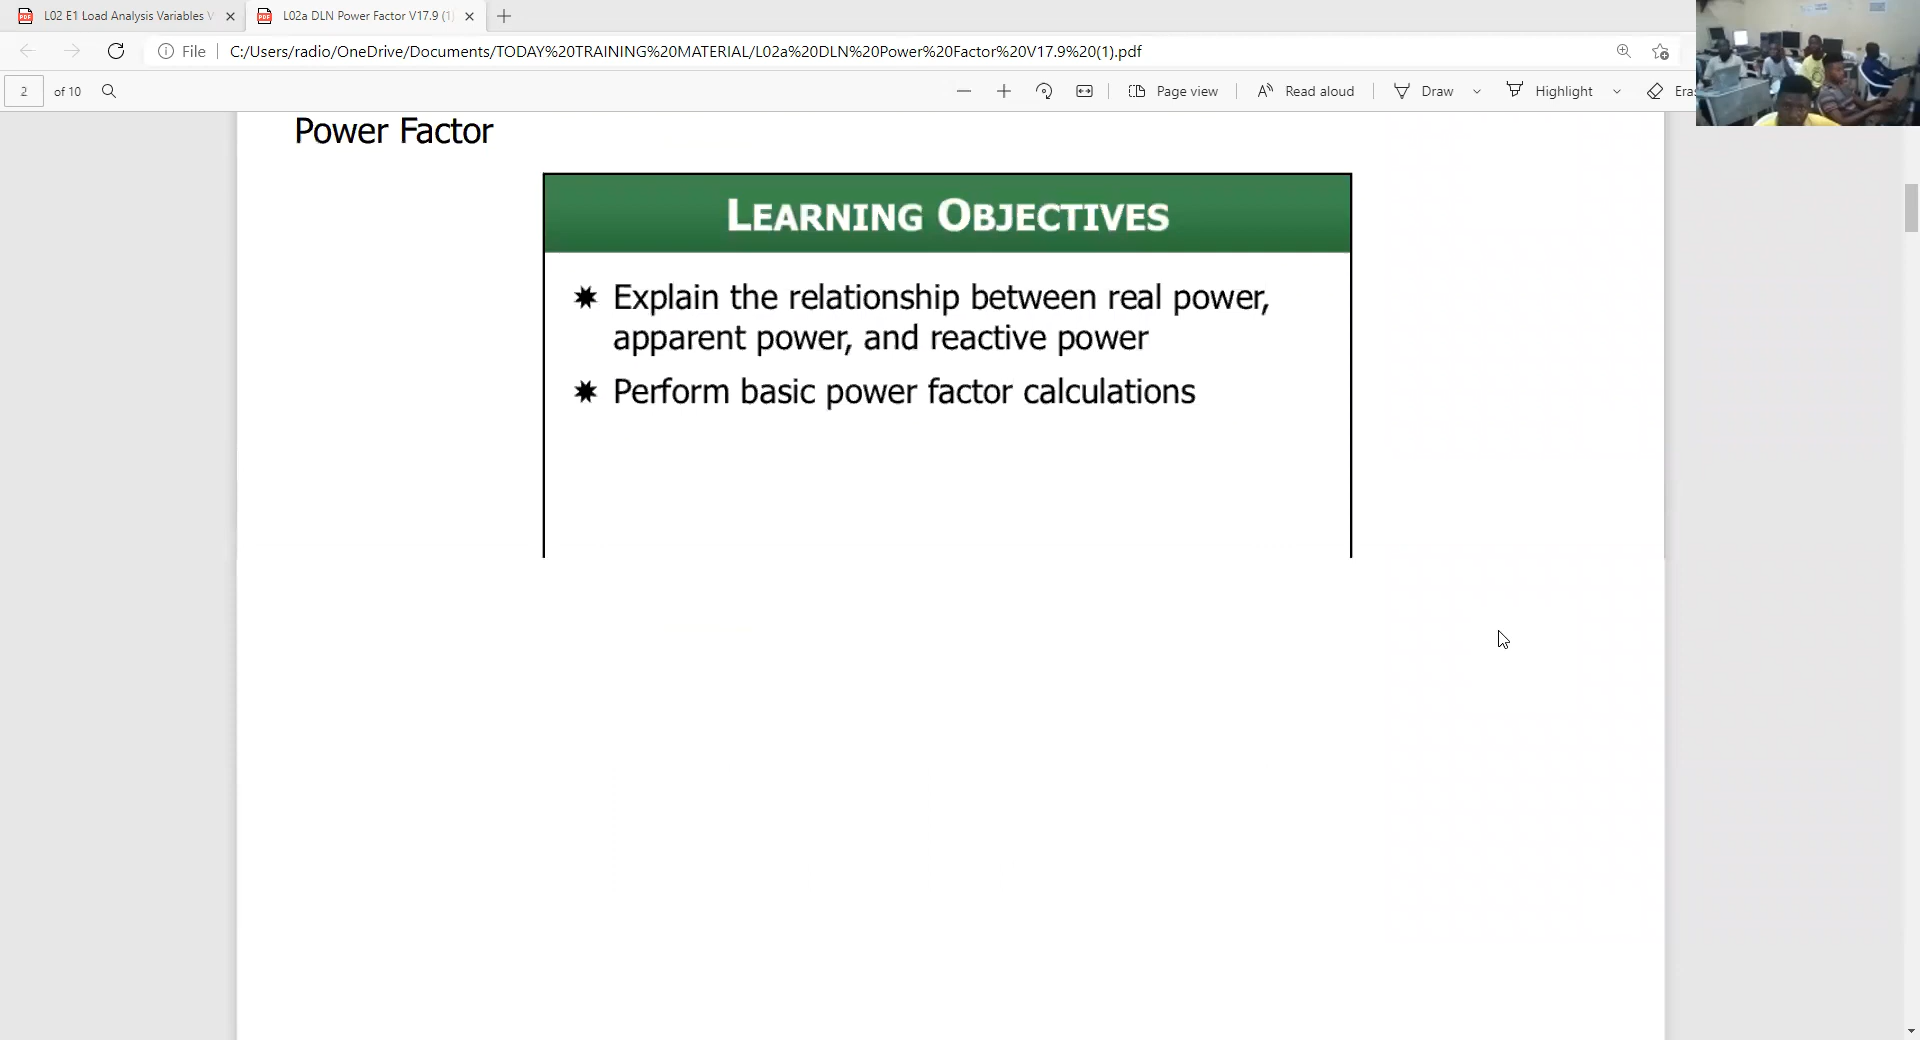 L02 E1 Load Analysis Variables V
L02a DLN Power Factor V17.9 (1)
File
C:/Users/radio/OneDrive/Documents/TODAY%20TRAINING%20MATERIAL/L02a%20DLN%20Power%20Factor%20V17.9%20(1).pdf
2 of 10
Page view
Read aloud
Draw
Highlight
Eras
Power Factor
LEARNING OBJECTIVES
✷ Explain the relationship between real power,
apparent power, and reactive power
✷ Perform basic power factor calculations